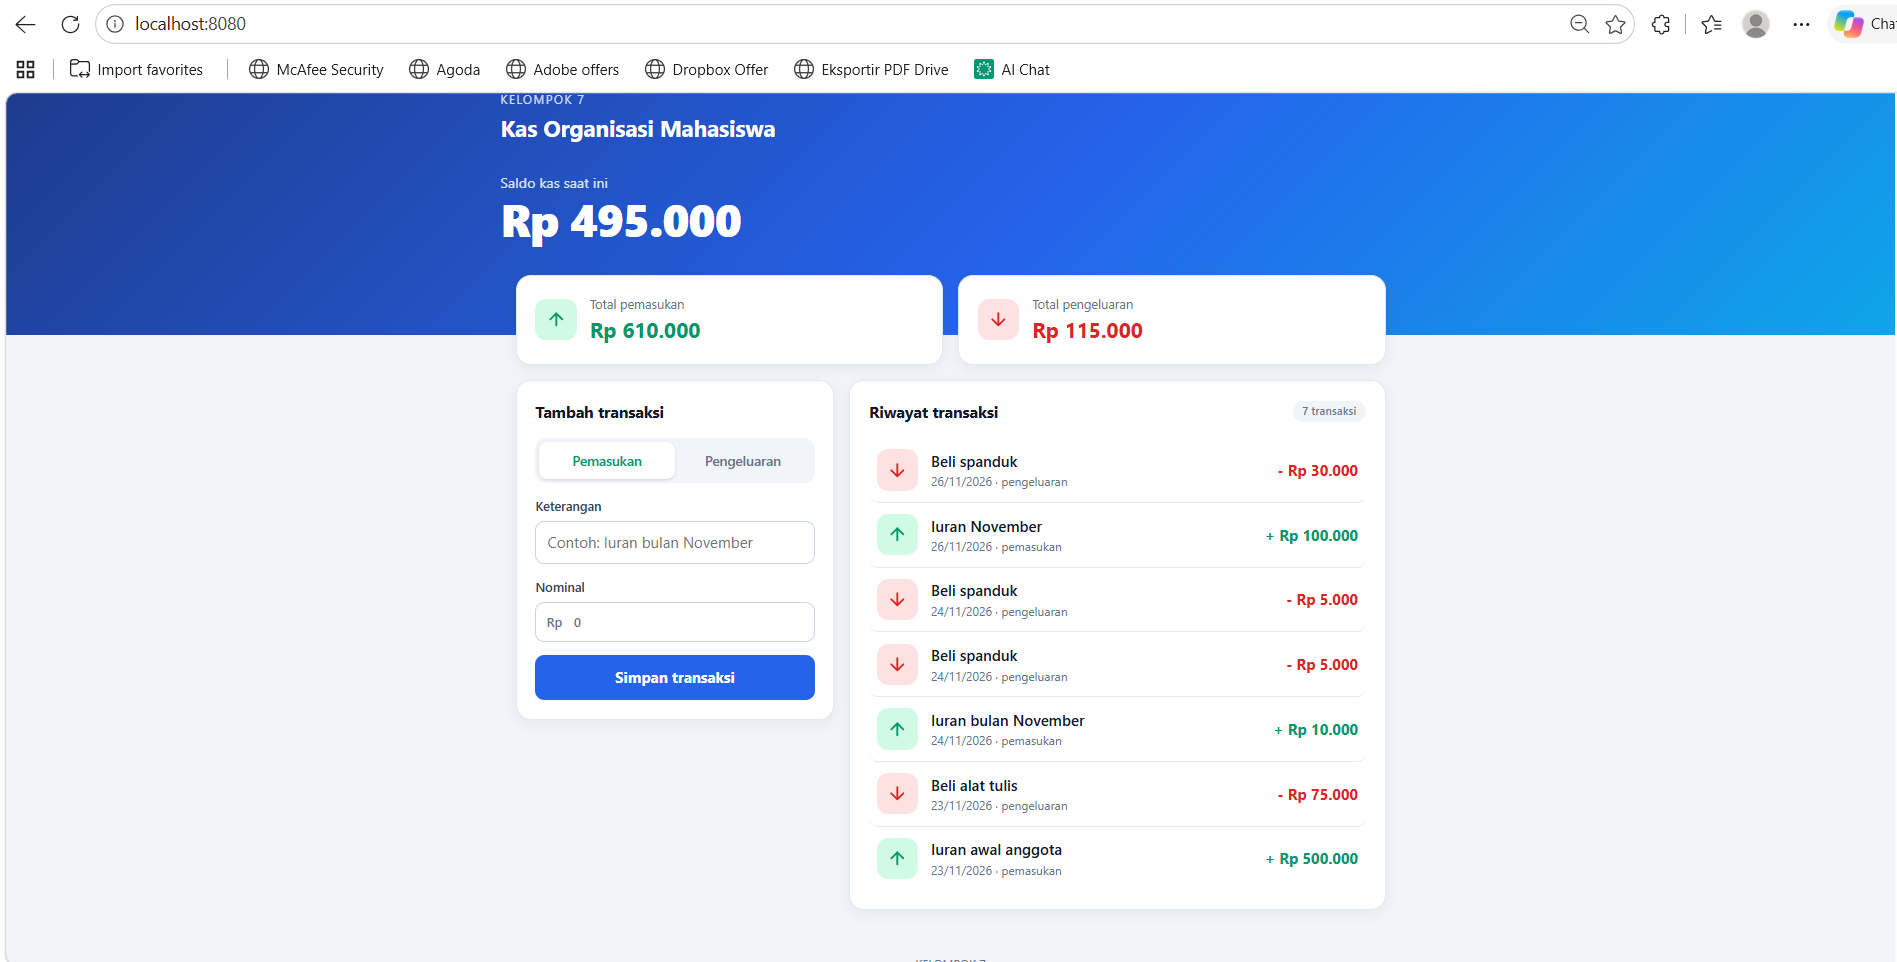 localhost:8080
Chat
Import favorites
McAfee Security
Agoda
Adobe offers
Dropbox Offer
Eksportir PDF Drive
AI Chat
KELOMPOK 7
Kas Organisasi Mahasiswa
Saldo kas saat ini
Rp 495.000
Total pemasukan
Rp 610.000
Total pengeluaran
Rp 115.000
Tambah transaksi
Pemasukan
Pengeluaran
Keterangan
Contoh: Iuran bulan November
Nominal
Rp 0
Simpan transaksi
Riwayat transaksi
7 transaksi
Beli spanduk
26/11/2026 · pengeluaran
- Rp 30.000
Iuran November
26/11/2026 · pemasukan
+ Rp 100.000
Beli spanduk
24/11/2026 · pengeluaran
- Rp 5.000
Beli spanduk
24/11/2026 · pengeluaran
- Rp 5.000
Iuran bulan November
24/11/2026 · pemasukan
+ Rp 10.000
Beli alat tulis
23/11/2026 · pengeluaran
- Rp 75.000
Iuran awal anggota
23/11/2026 · pemasukan
+ Rp 500.000
KELOMPOK 7